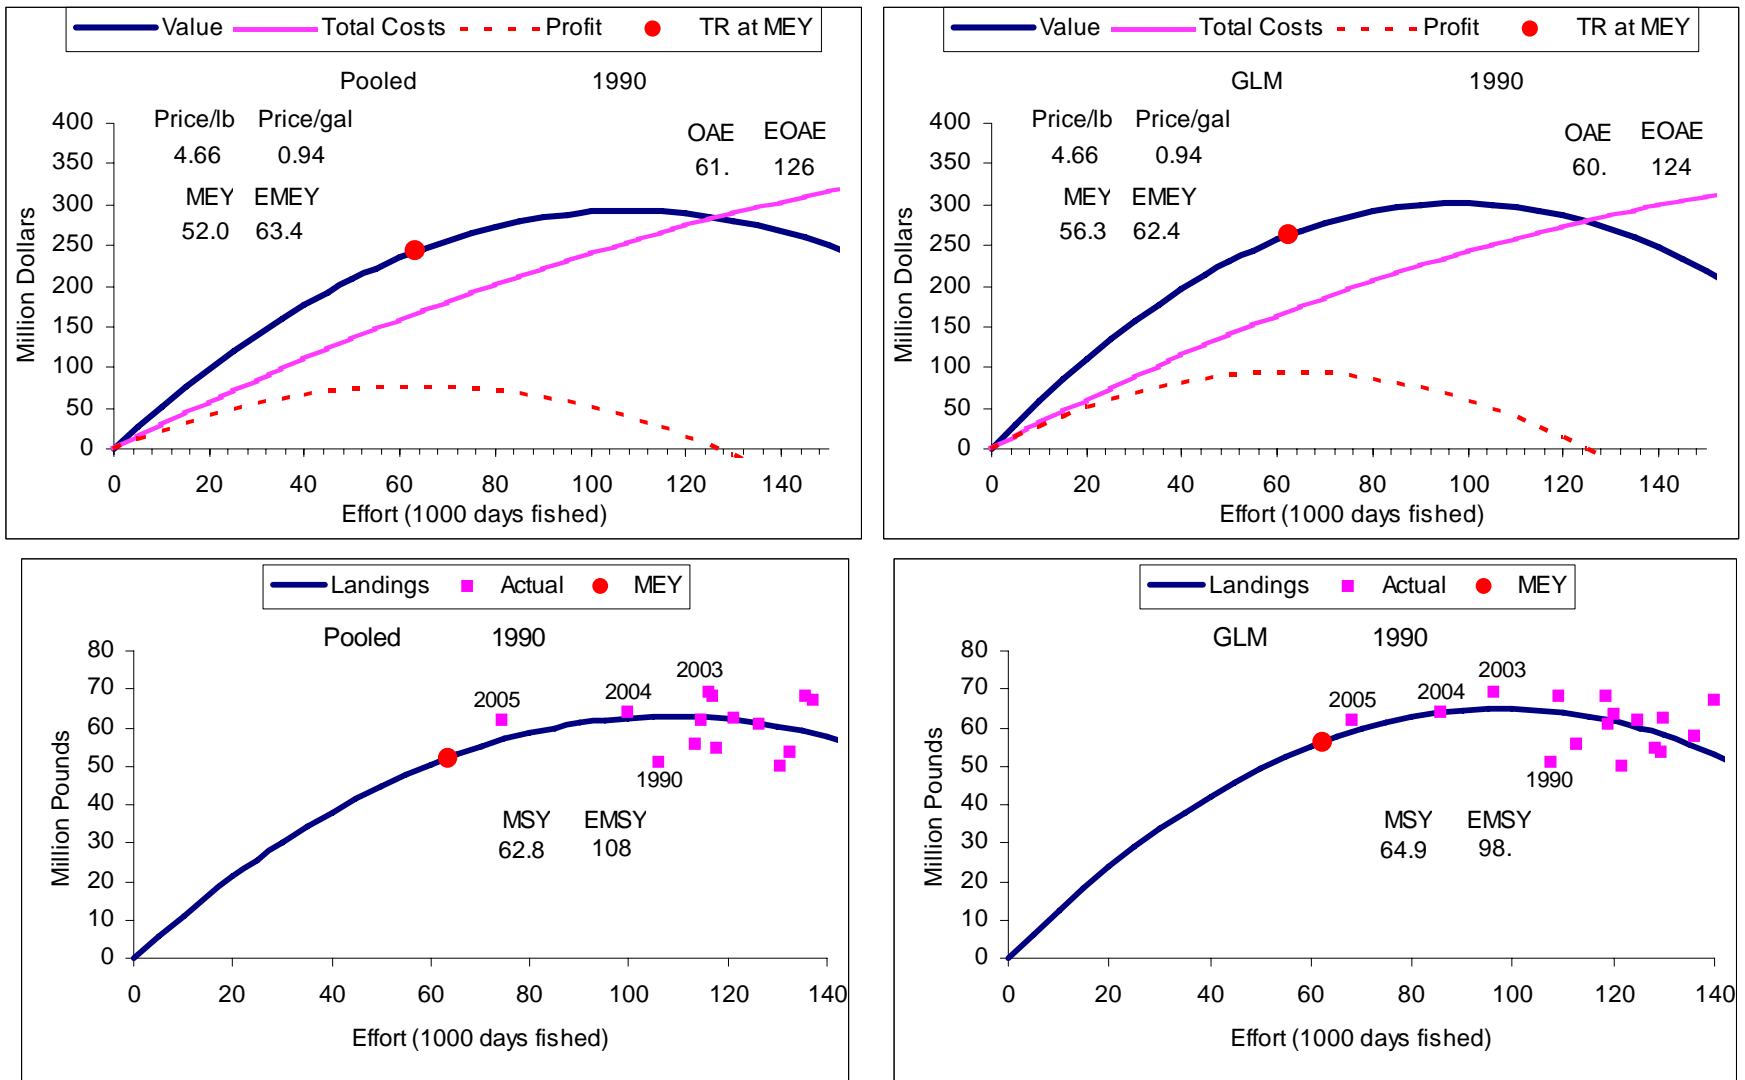 Value Total Costs Profit TR at MEY
Pooled 1990
Price/lb Price/gal
4.66 0.94
OAE EOAE
61. 126
MEY EMEY
52.0 63.4
400
350
300
250
200
150
100
50
0
Million Dollars
0 20 40 60 80 100 120 140
Effort (1000 days fished)
Value Total Costs Profit TR at MEY
GLM 1990
Price/lb Price/gal
4.66 0.94
OAE EOAE
60. 124
MEY EMEY
56.3 62.4
400
350
300
250
200
150
100
50
0
Million Dollars
0 20 40 60 80 100 120 140
Effort (1000 days fished)
Landings Actual MEY
Pooled 1990
80
70
60
50
40
30
20
10
0
Million Pounds
2003
2004
2005
1990
MSY EMSY
62.8 108
0 20 40 60 80 100 120 140
Effort (1000 days fished)
Landings Actual MEY
GLM 1990
80
70
60
50
40
30
20
10
0
Million Pounds
2003
2004
2005
1990
MSY EMSY
64.9 98.
0 20 40 60 80 100 120 140
Effort (1000 days fished)